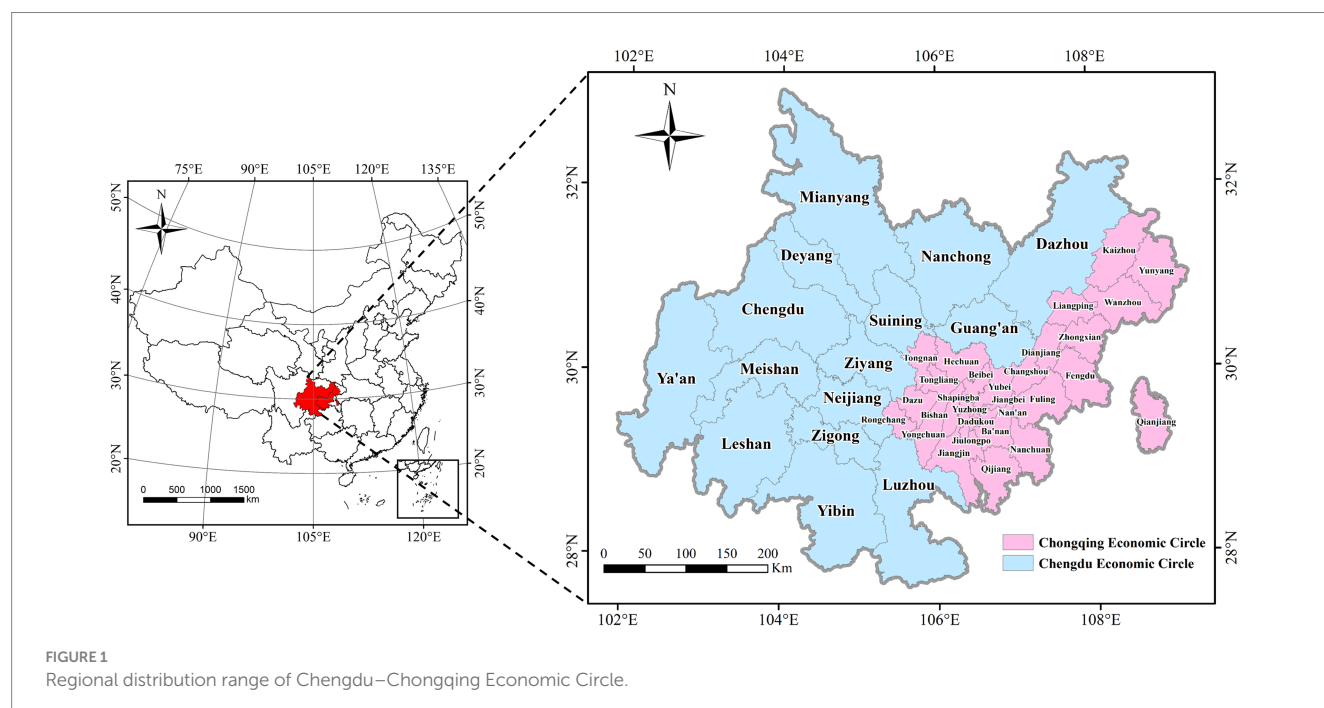 75°E 90°E 105°E 120°E 135°E
50°N
40°N
30°N
20°N
50°N
40°N
30°N
20°N
N
0 500 1000 1500
km
90°E 105°E 120°E
102°E 104°E 106°E 108°E
32°N
30°N
28°N
32°N
30°N
28°N
N
Mianyang
Deyang
Nanchong
Dazhou
Kaizhou
Yunyang
Chengdu
Suining
Guang'an
Liangping
Wanzhou
Zhongxian
Ya'an
Meishan
Ziyang
Tongnan
Hechuan
Dianjiang
Beibei
Changshou
Fengdu
Tongliang
Yubei
Neijiang
Dazu
Shapingba
Jiangbei
Fuling
Rongchang
Bishan
Yuzhong
Nan'an
Qianjiang
Dadukou
Leshan
Zigong
Yongchuan
Ba'nan
Jiulongpo
Jiangjin
Nanchuan
Qijiang
Luzhou
Yibin
0 50 100 150 200
Km
Chongqing Economic Circle
Chengdu Economic Circle
102°E 104°E 106°E 108°E
FIGURE 1
Regional distribution range of Chengdu–Chongqing Economic Circle.